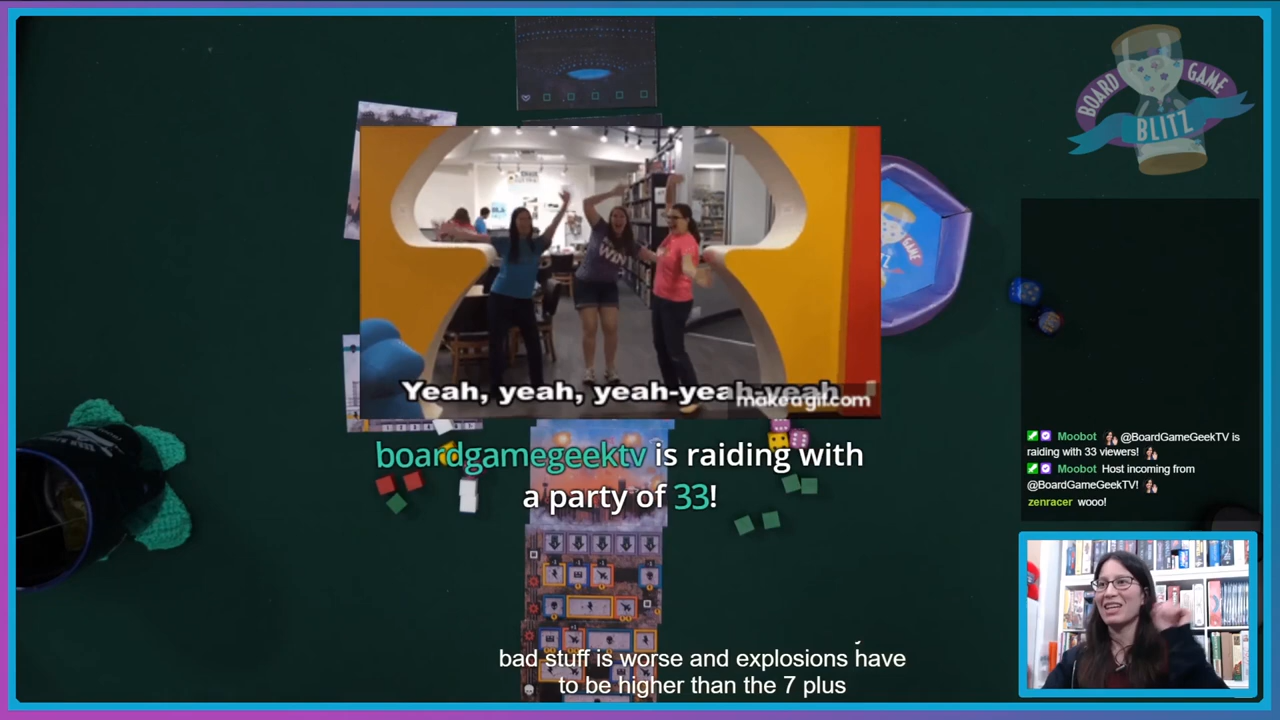 BOARD GAME
BLITZ
WIN!
GAME
Yeah, yeah, yeah-yeah-yeah
makeagif.com
boardgamegeektv is raiding with
a party of 33!
Moobot @BoardGameGeekTV is
raiding with 33 viewers!
Moobot Host incoming from
@BoardGameGeekTV!
zenracer wooo!
bad stuff is worse and explosions have
to be higher than the 7 plus